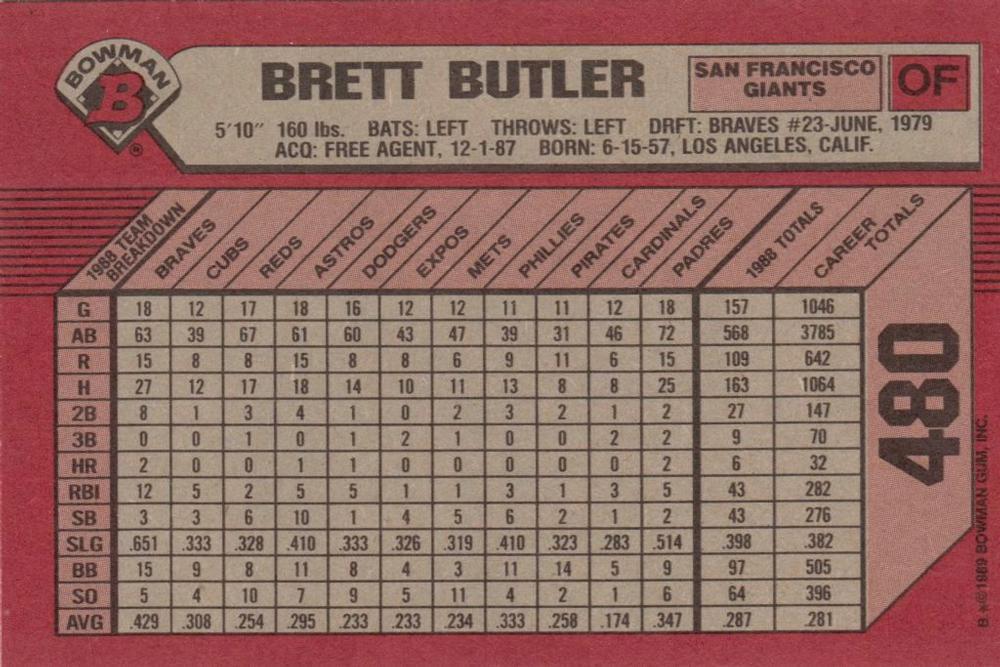 BOWMAN
B
®
BRETT BUTLER
SAN FRANCISCO
GIANTS
OF
5'10" 160 lbs. BATS: LEFT THROWS: LEFT DRFT: BRAVES #23-JUNE, 1979
ACQ: FREE AGENT, 12-1-87 BORN: 6-15-57, LOS ANGELES, CALIF.
1988 TEAM BREAKDOWN BRAVES CUBS REDS ASTROS DODGERS EXPOS METS PHILLIES PIRATES CARDINALS PADRES 1988 TOTALS CAREER TOTALS
G 18 12 17 18 16 12 12 11 11 12 18 157 1046
AB 63 39 67 61 60 43 47 39 31 46 72 568 3785
R 15 8 8 15 8 8 6 9 11 6 15 109 642
H 27 12 17 18 14 10 11 13 8 8 25 163 1064
2B 8 1 3 4 1 0 2 3 2 1 2 27 147
3B 0 0 1 0 1 2 1 0 0 2 2 9 70
HR 2 0 0 1 1 0 0 0 0 0 2 6 32
RBI 12 5 2 5 5 1 1 3 1 3 5 43 282
SB 3 3 6 10 1 4 5 6 2 1 2 43 276
SLG .651 .333 .328 .410 .333 .326 .319 .410 .323 .283 .514 .398 .382
BB 15 9 8 11 8 4 3 11 14 5 9 97 505
SO 5 4 10 7 9 5 11 4 2 1 6 64 396
AVG .429 .308 .254 .295 .233 .233 .234 .333 .258 .174 .347 .287 .281
480
B ✶©1989 BOWMAN GUM, INC.